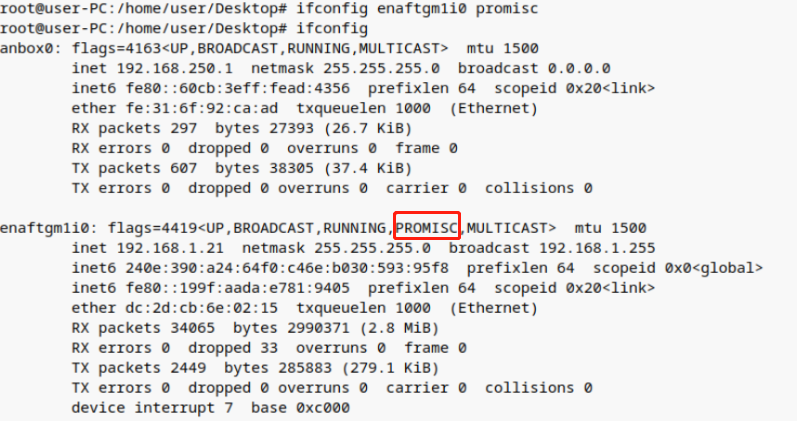 root@user-PC:/home/user/Desktop# ifconfig enaftgm1i0 promisc
root@user-PC:/home/user/Desktop# ifconfig
anbox0: flags=4163<UP,BROADCAST,RUNNING,MULTICAST>  mtu 1500
        inet 192.168.250.1  netmask 255.255.255.0  broadcast 0.0.0.0
        inet6 fe80::60cb:3eff:fead:4356  prefixlen 64  scopeid 0x20<link>
        ether fe:31:6f:92:ca:ad  txqueuelen 1000  (Ethernet)
        RX packets 297  bytes 27393 (26.7 KiB)
        RX errors 0  dropped 0  overruns 0  frame 0
        TX packets 607  bytes 38305 (37.4 KiB)
        TX errors 0  dropped 0 overruns 0  carrier 0  collisions 0

enaftgm1i0: flags=4419<UP,BROADCAST,RUNNING,PROMISC,MULTICAST>  mtu 1500
        inet 192.168.1.21  netmask 255.255.255.0  broadcast 192.168.1.255
        inet6 240e:390:a24:64f0:c46e:b030:593:95f8  prefixlen 64  scopeid 0x0<global>
        inet6 fe80::199f:aada:e781:9405  prefixlen 64  scopeid 0x20<link>
        ether dc:2d:cb:6e:02:15  txqueuelen 1000  (Ethernet)
        RX packets 34065  bytes 2990371 (2.8 MiB)
        RX errors 0  dropped 33  overruns 0  frame 0
        TX packets 2449  bytes 285883 (279.1 KiB)
        TX errors 0  dropped 0 overruns 0  carrier 0  collisions 0
        device interrupt 7  base 0xc000